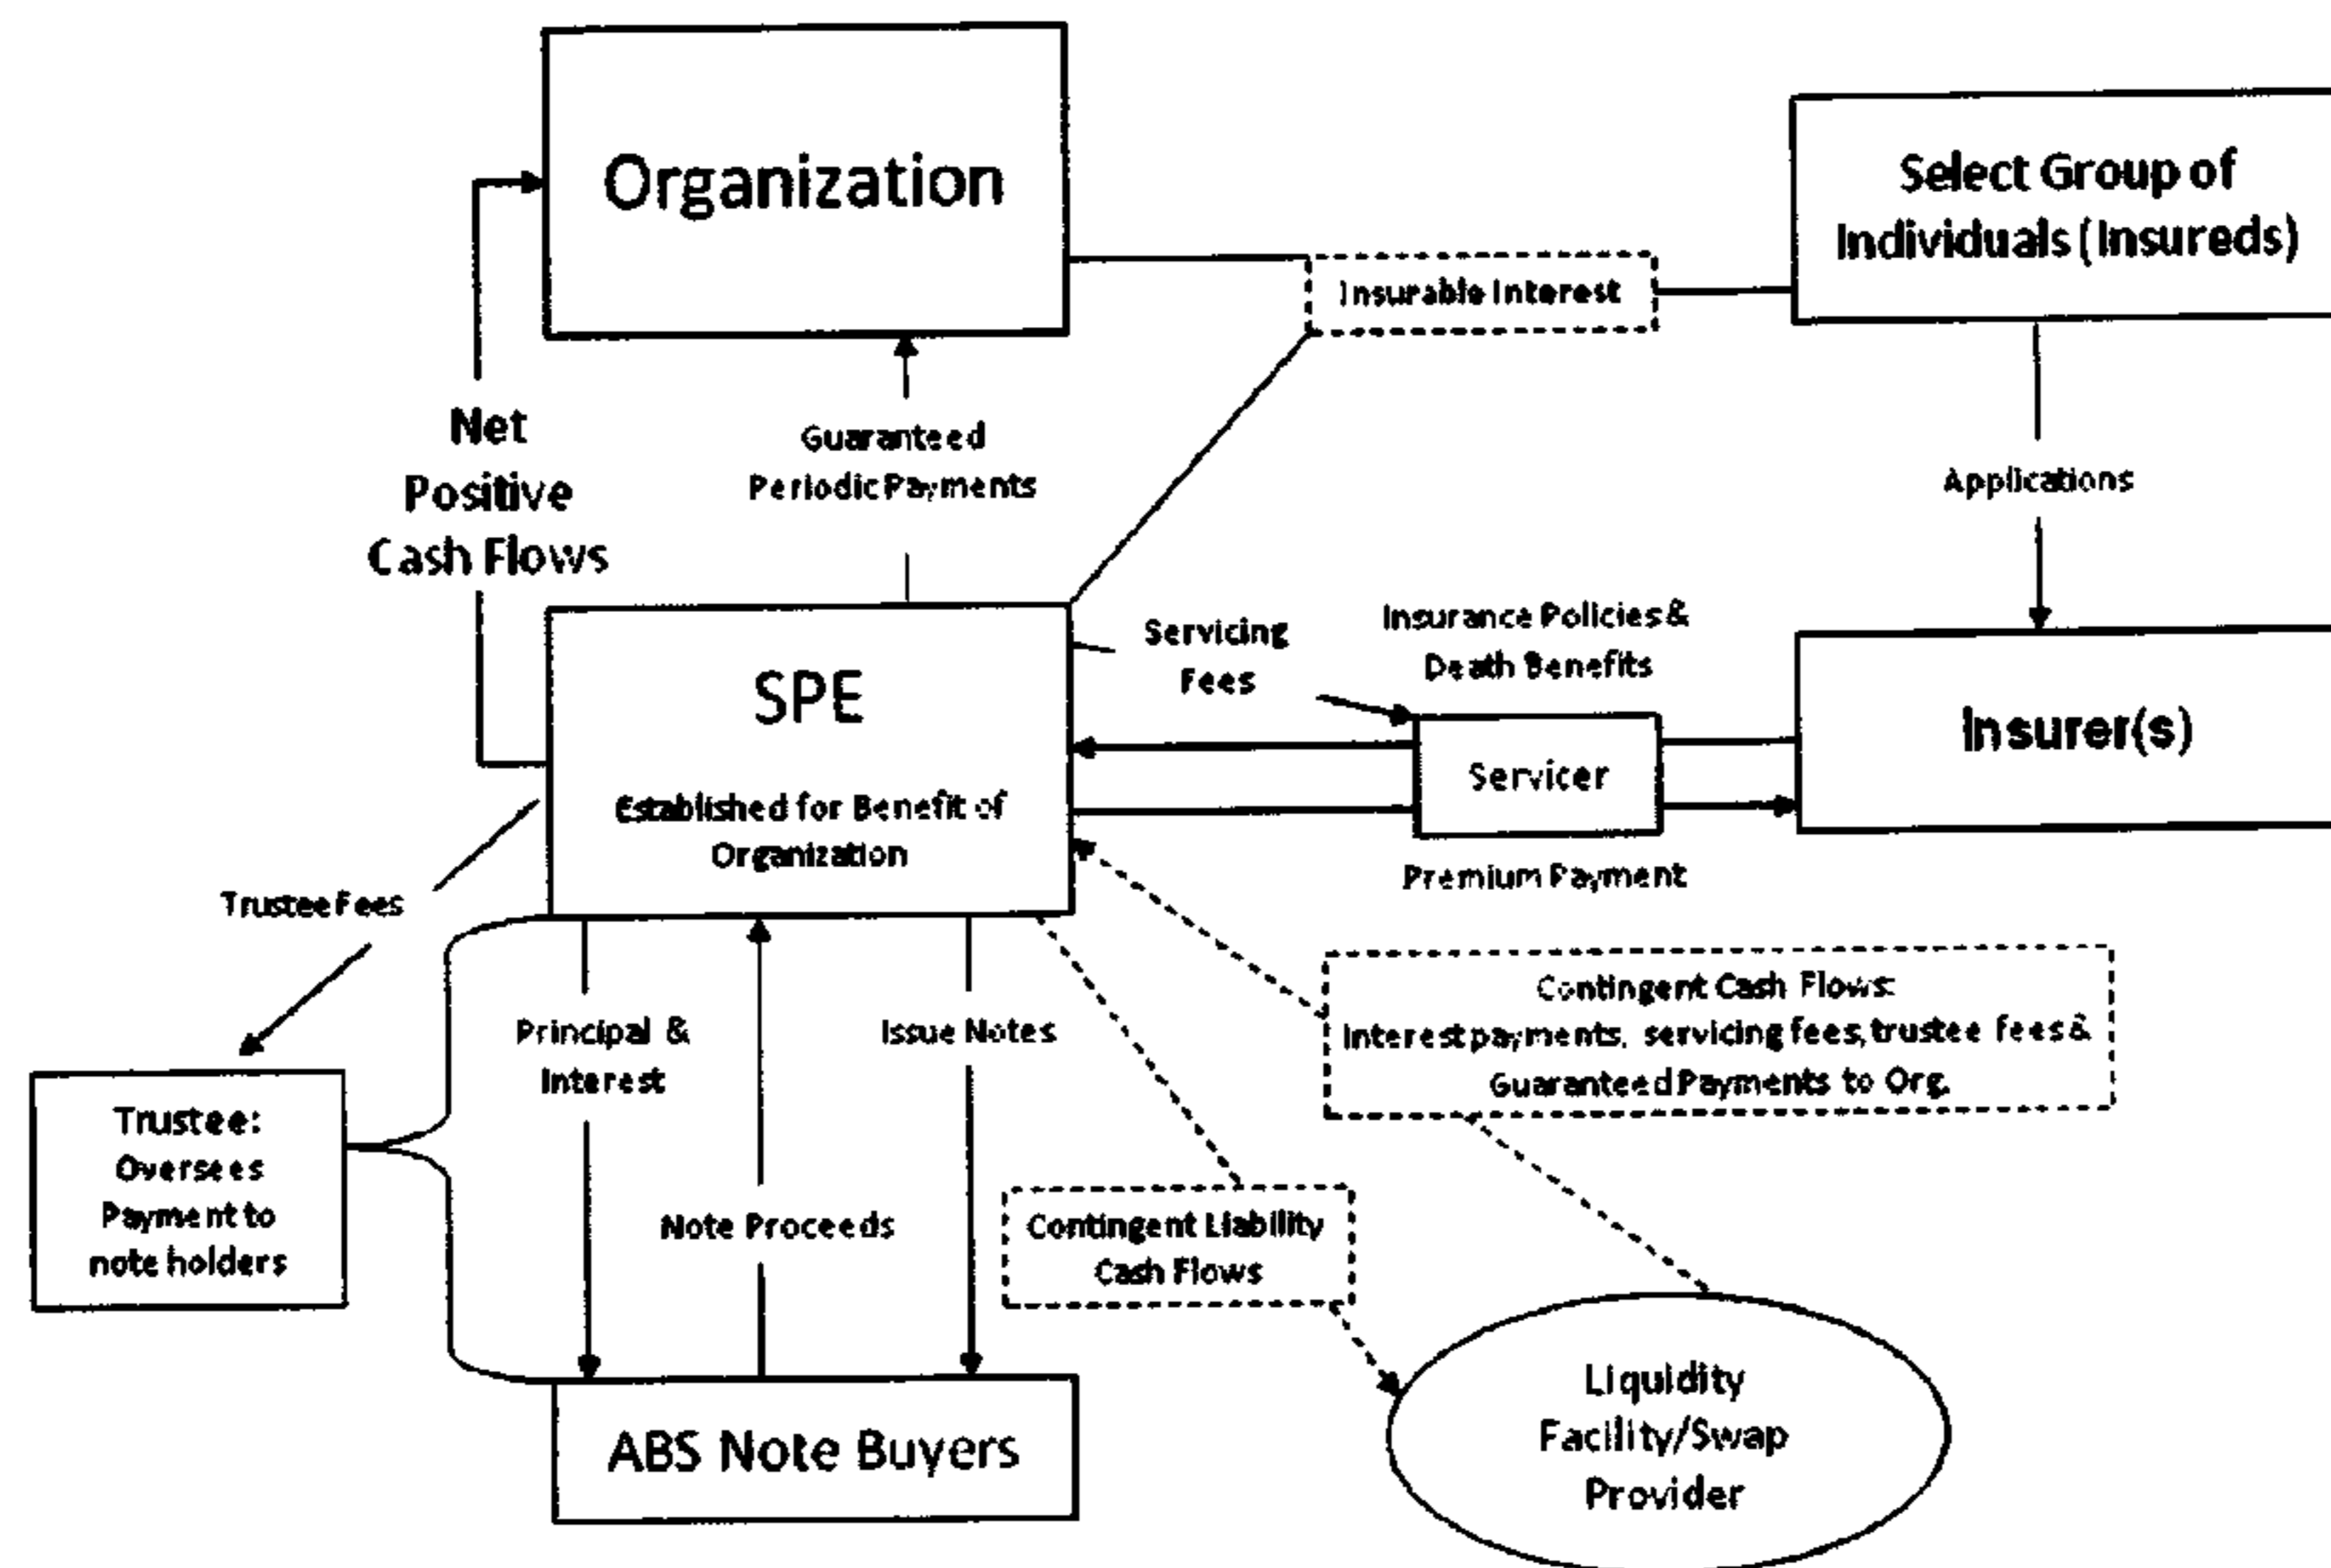 Organization
Select Group of
Individuals (Insureds)
Insurable Interest
Net
Positive
Cash Flows
Guaranteed
Periodic Payments
Applications
SPE
Established for Benefit of
Organization
Servicing
Fees
Insurance Policies &
Death Benefits
Servicer
Insurer(s)
Premium Payment
Trustee Fees
Principal &
Interest
Issue Notes
Note Proceeds
Contingent Cash Flows:
Interest payments, servicing fees, trustee fees &
Guaranteed Payments to Org.
Trustee:
Oversees
Payment to
note holders
Contingent Liability
Cash Flows
ABS Note Buyers
Liquidity
Facility/Swap
Provider